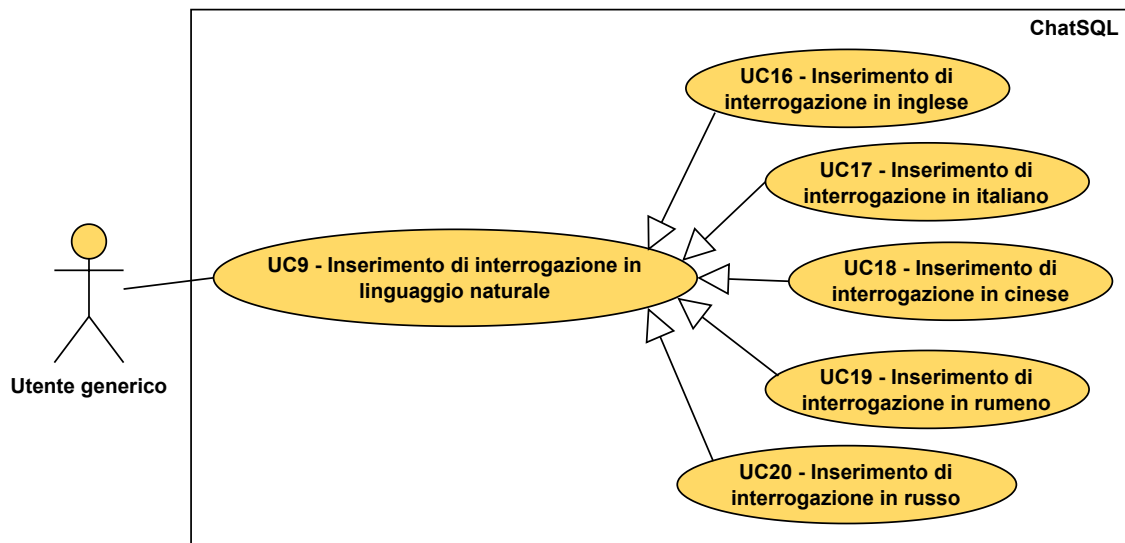 ChatSQL
UC16 - Inserimento di
interrogazione in inglese
UC17 - Inserimento di
interrogazione in italiano
UC9 - Inserimento di interrogazione in
linguaggio naturale
UC18 - Inserimento di
interrogazione in cinese
Utente generico
UC19 - Inserimento di
interrogazione in rumeno
UC20 - Inserimento di
interrogazione in russo